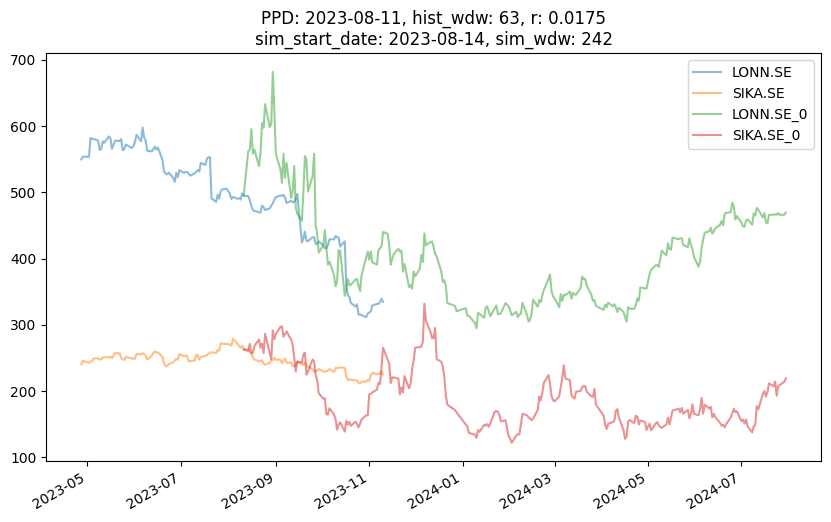 PPD: 2023-08-11, hist_wdw: 63, r: 0.0175
sim_start_date: 2023-08-14, sim_wdw: 242
LONN.SE
SIKA.SE
LONN.SE_0
SIKA.SE_0
700
600
500
400
300
200
100
2023-05
2023-07
2023-09
2023-11
2024-01
2024-03
2024-05
2024-07